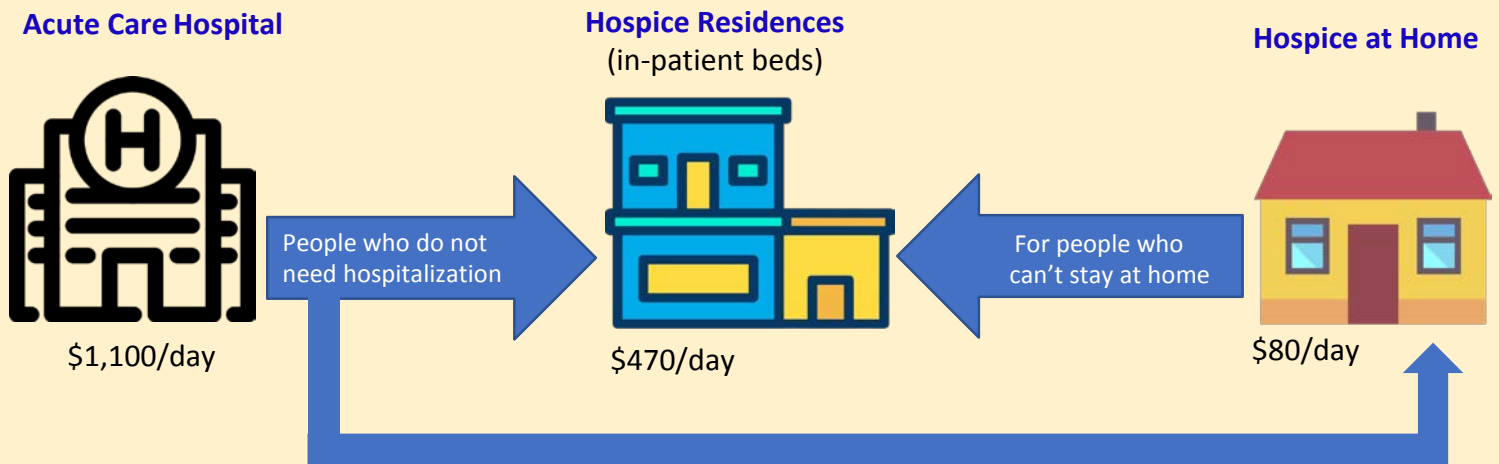 Acute Care Hospital
Hospice Residences
(in-patient beds)
Hospice at Home
H
People who do not
need hospitalization
For people who
can’t stay at home
$1,100/day
$470/day
$80/day